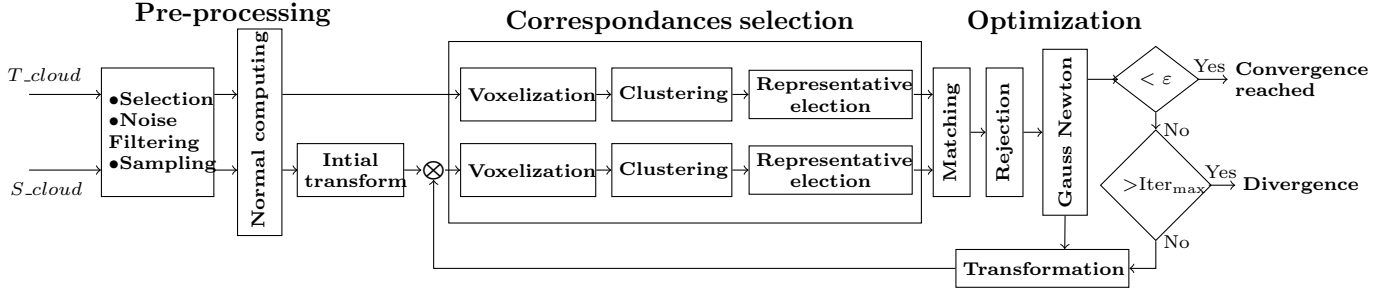 Pre-processing
Correspondances selection
Optimization
T_cloud
S_cloud
•Selection
•Noise
Filtering
•Sampling
Normal computing
Intial
transform
⊗
Voxelization
Clustering
Representative
election
Voxelization
Clustering
Representative
election
Matching
Rejection
Gauss Newton
< ε
Yes
Convergence
reached
No
>Iter_max
Yes
Divergence
No
Transformation